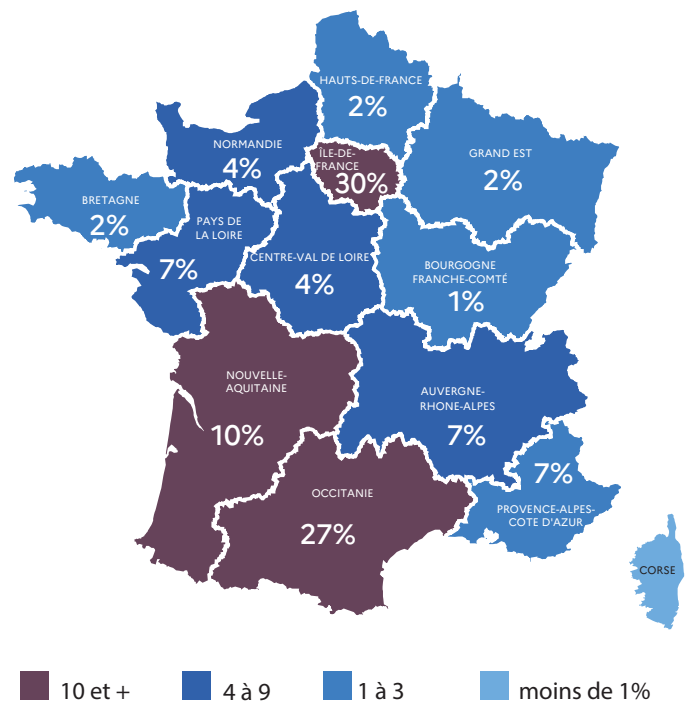 HAUTS-DE-FRANCE
2%
NORMANDIE
4%
ÎLE-DE-
FRANCE
30%
GRAND EST
2%
BRETAGNE
2%
PAYS DE
LA LOIRE
7%
CENTRE-VAL DE LOIRE
4%
BOURGOGNE
FRANCHE-COMTÉ
1%
NOUVELLE-
AQUITAINE
10%
AUVERGNE-
RHONE-ALPES
7%
OCCITANIE
27%
7%
PROVENCE-ALPES-
COTE D'AZUR
CORSE
10 et +
4 à 9
1 à 3
moins de 1%